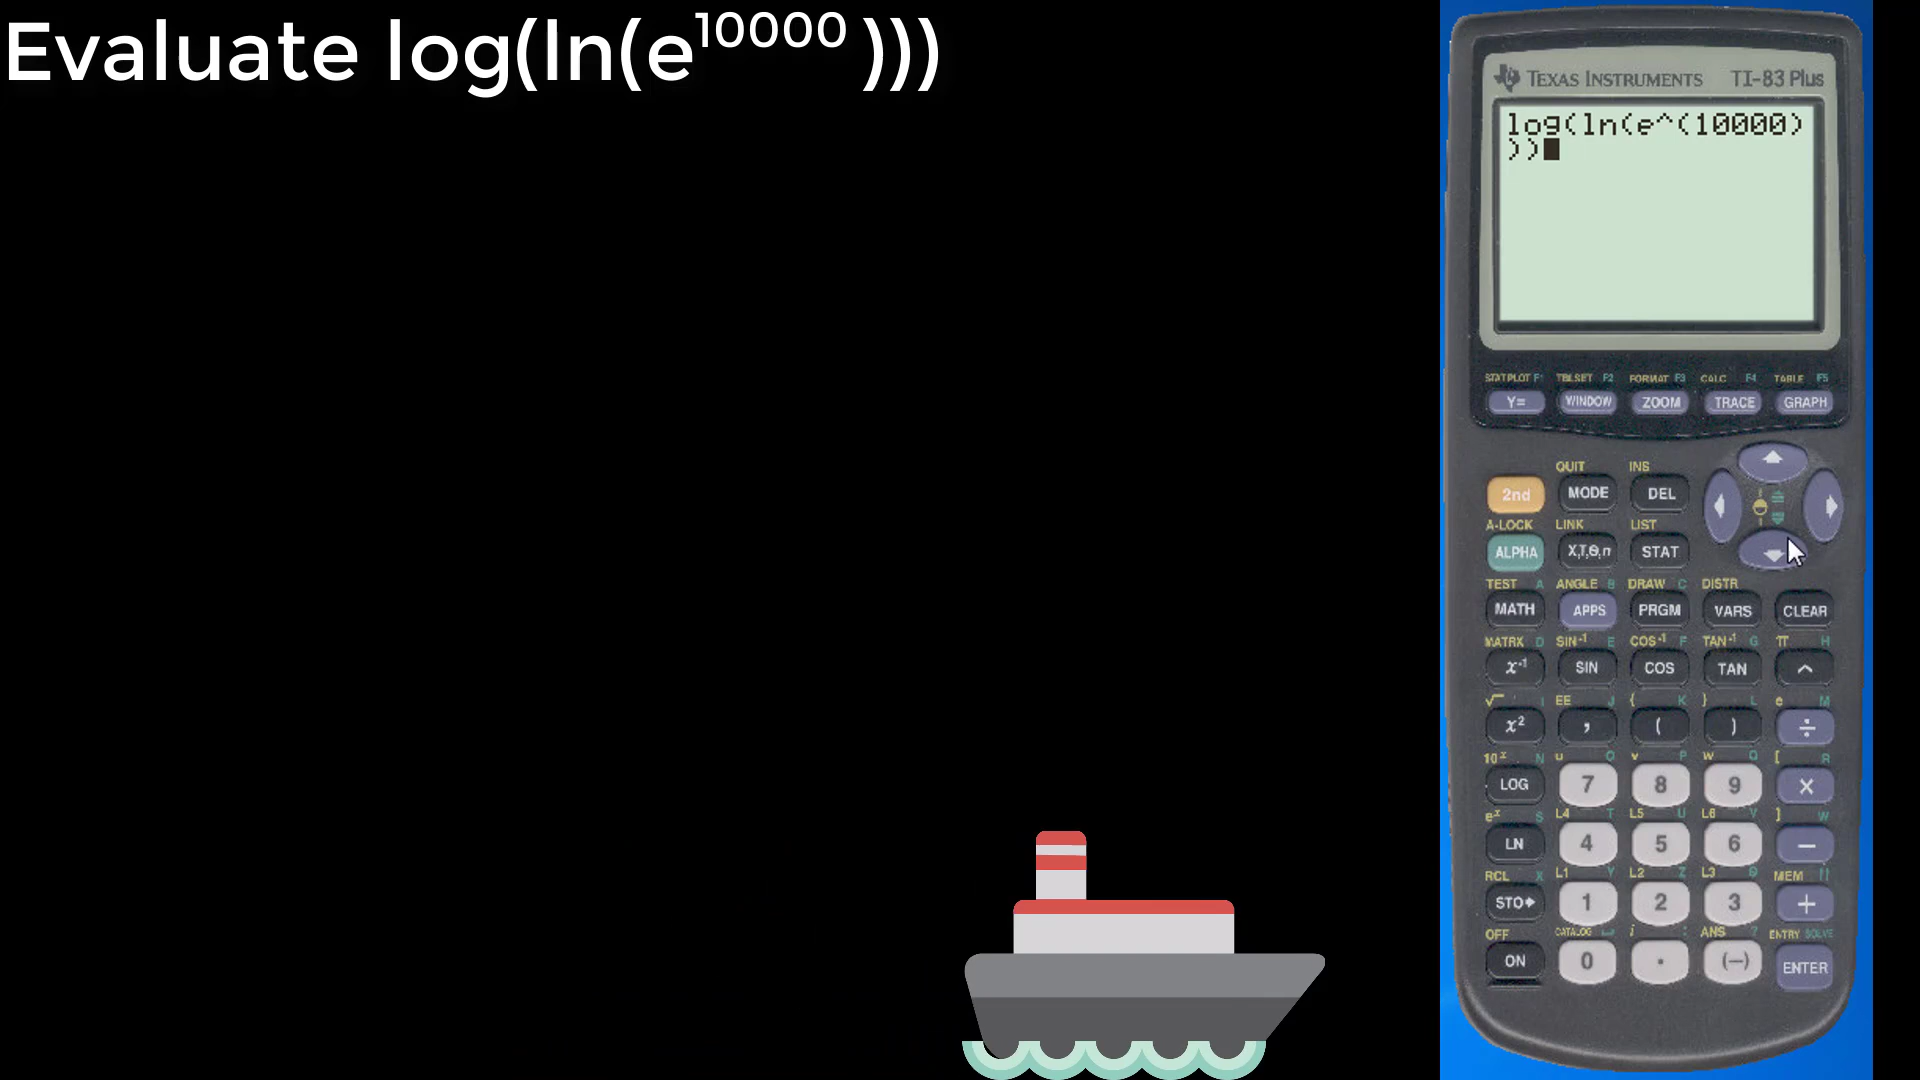 Evaluate log(ln(e^10000)))
TEXAS INSTRUMENTS TI-83 Plus
log(ln(e^(10000)
))
STAT PLOT F1 TBLSET F2 FORMAT F3 CALC F4 TABLE F5
Y= WINDOW ZOOM TRACE GRAPH
QUIT INS
2nd MODE DEL
A-LOCK LINK LIST
ALPHA X,T,θ,n STAT
TEST A ANGLE B DRAW C DISTR
MATH APPS PRGM VARS CLEAR
MATRX D SIN⁻¹ E COS⁻¹ F TAN⁻¹ G π H
x⁻¹ SIN COS TAN ^
√ I EE J { K } L e M
x² , ( ) ÷
10ˣ N u O v P w Q [ R
LOG 7 8 9 ×
eˣ S L4 T L5 U L6 V ] W
LN 4 5 6 −
RCL X L1 Y L2 Z L3 θ MEM "
STO▸ 1 2 3 +
OFF CATALOG i : ANS ? ENTRY SOLVE
ON 0 . (−) ENTER